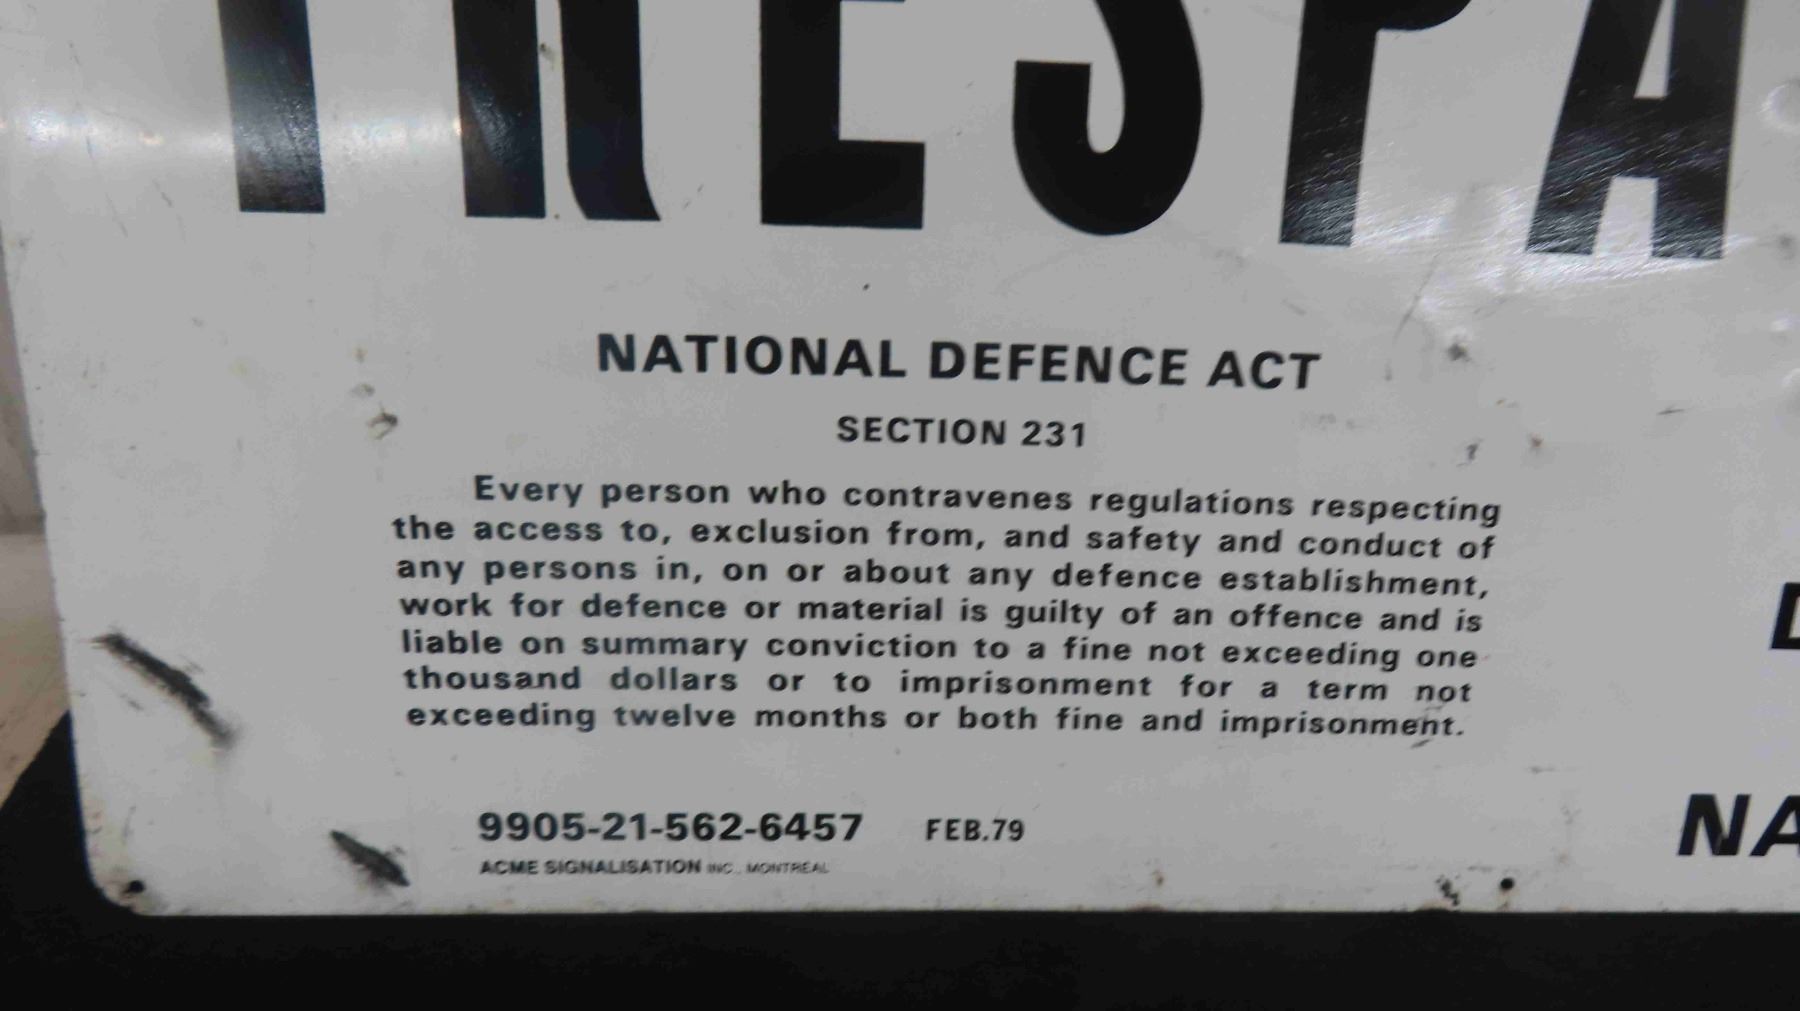 TRESPA
NATIONAL DEFENCE ACT
SECTION 231
Every person who contravenes regulations respecting
the access to, exclusion from, and safety and conduct of
any persons in, on or about any defence establishment,
work for defence or material is guilty of an offence and is
liable on summary conviction to a fine not exceeding one
thousand dollars or to imprisonment for a term not
exceeding twelve months or both fine and imprisonment.
9905-21-562-6457 FEB.79
ACME SIGNALISATION INC., MONTREAL
D
NA